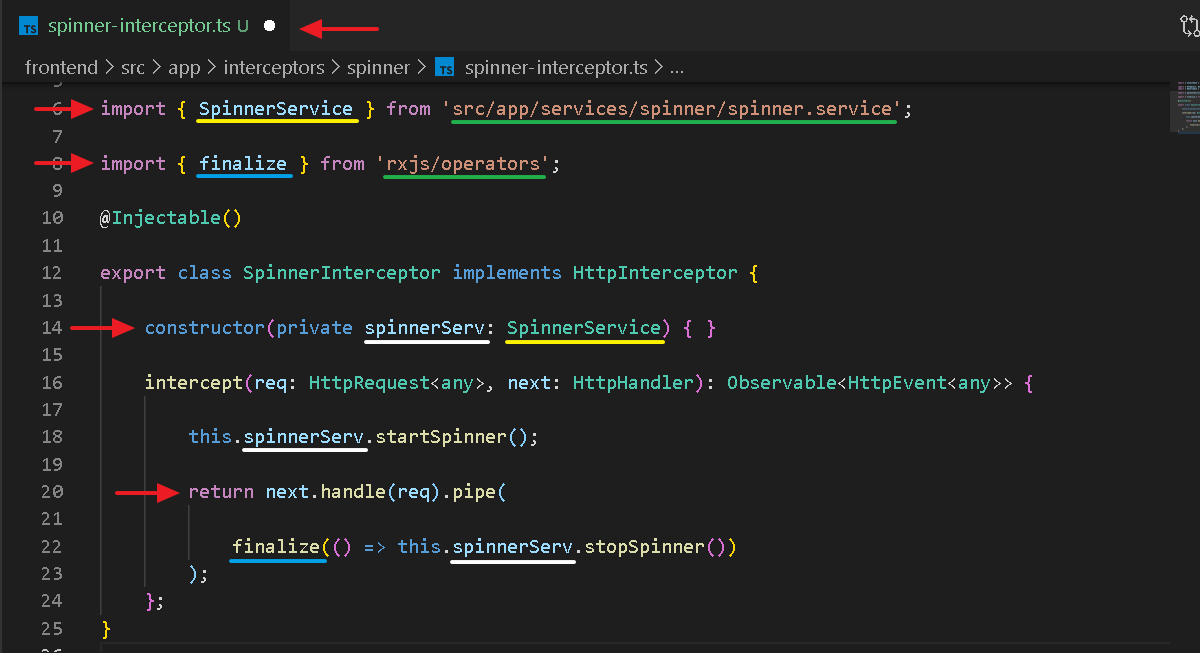 TS spinner-interceptor.ts U
frontend > src > app > interceptors > spinner > TS spinner-interceptor.ts > ...
6 import { SpinnerService } from 'src/app/services/spinner/spinner.service';
7
8 import { finalize } from 'rxjs/operators';
9
10 @Injectable()
11
12 export class SpinnerInterceptor implements HttpInterceptor {
13
14 constructor(private spinnerServ: SpinnerService) { }
15
16 intercept(req: HttpRequest<any>, next: HttpHandler): Observable<HttpEvent<any>> {
17
18 this.spinnerServ.startSpinner();
19
20 return next.handle(req).pipe(
21
22 finalize(() => this.spinnerServ.stopSpinner())
23 );
24 };
25 }